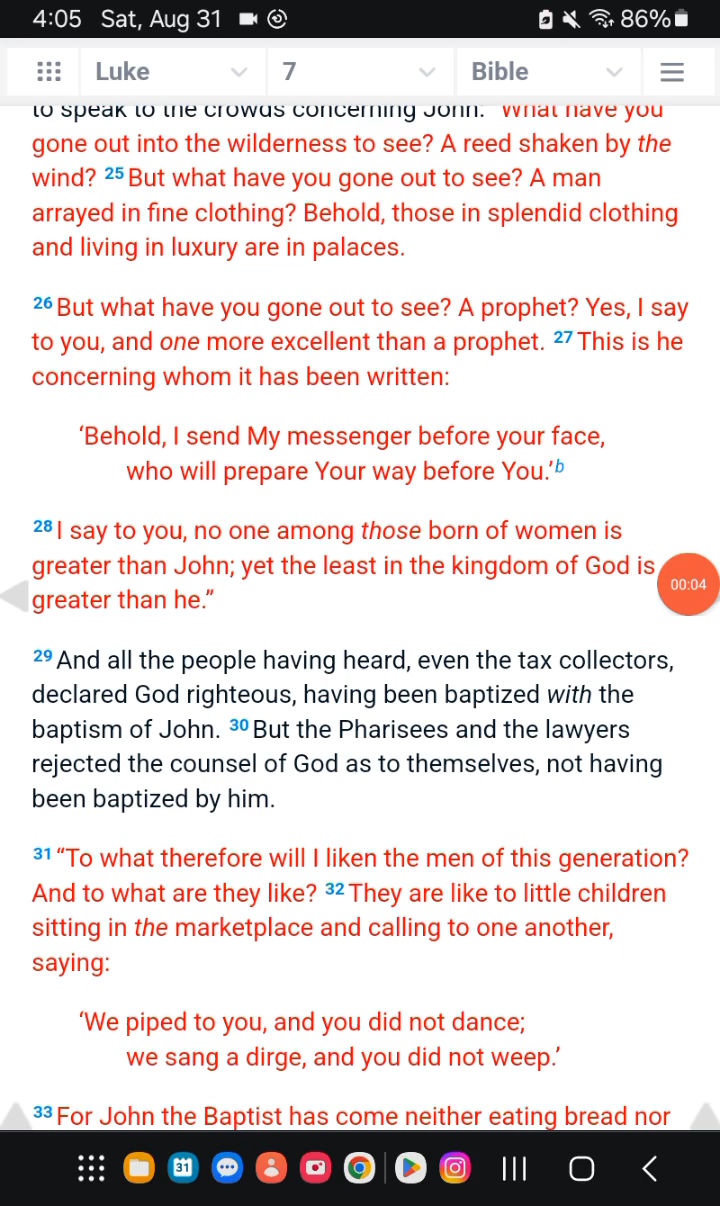 4:05 Sat, Aug 31 86%
Luke 7 Bible
to speak to the crowds concerning John: “What have you
gone out into the wilderness to see? A reed shaken by the
wind? 25 But what have you gone out to see? A man
arrayed in fine clothing? Behold, those in splendid clothing
and living in luxury are in palaces.
26 But what have you gone out to see? A prophet? Yes, I say
to you, and one more excellent than a prophet. 27 This is he
concerning whom it has been written:
‘Behold, I send My messenger before your face,
who will prepare Your way before You.’b
28 I say to you, no one among those born of women is
greater than John; yet the least in the kingdom of God is
00:04
greater than he.”
29 And all the people having heard, even the tax collectors,
declared God righteous, having been baptized with the
baptism of John. 30 But the Pharisees and the lawyers
rejected the counsel of God as to themselves, not having
been baptized by him.
31 “To what therefore will I liken the men of this generation?
And to what are they like? 32 They are like to little children
sitting in the marketplace and calling to one another,
saying:
‘We piped to you, and you did not dance;
we sang a dirge, and you did not weep.’
33 For John the Baptist has come neither eating bread nor
31